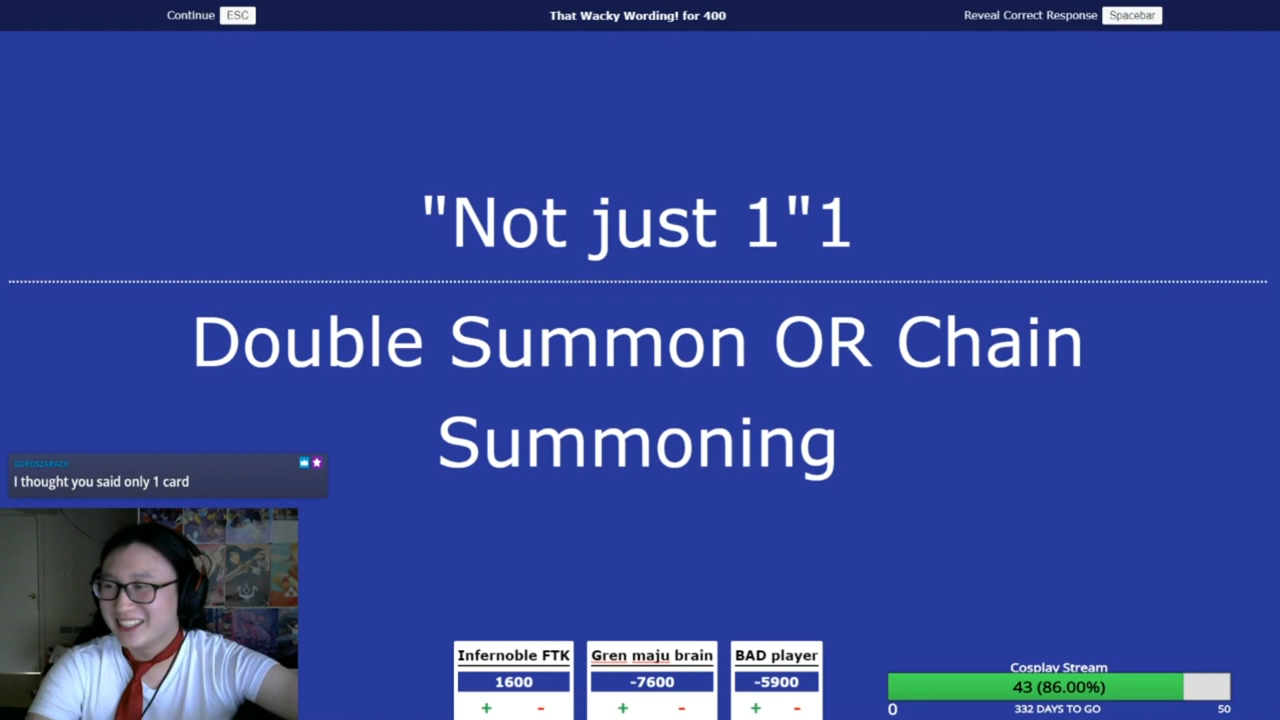 Continue ESC
That Wacky Wording! for 400
Reveal Correct Response Spacebar
"Not just 1"1
Double Summon OR Chain
Summoning
GORDSZARACH
I thought you said only 1 card
Infernoble FTK
1600
+ -
Gren maju brain
-7600
+ -
BAD player
-5900
+ -
Cosplay Stream
43 (86.00%)
0 332 DAYS TO GO 50